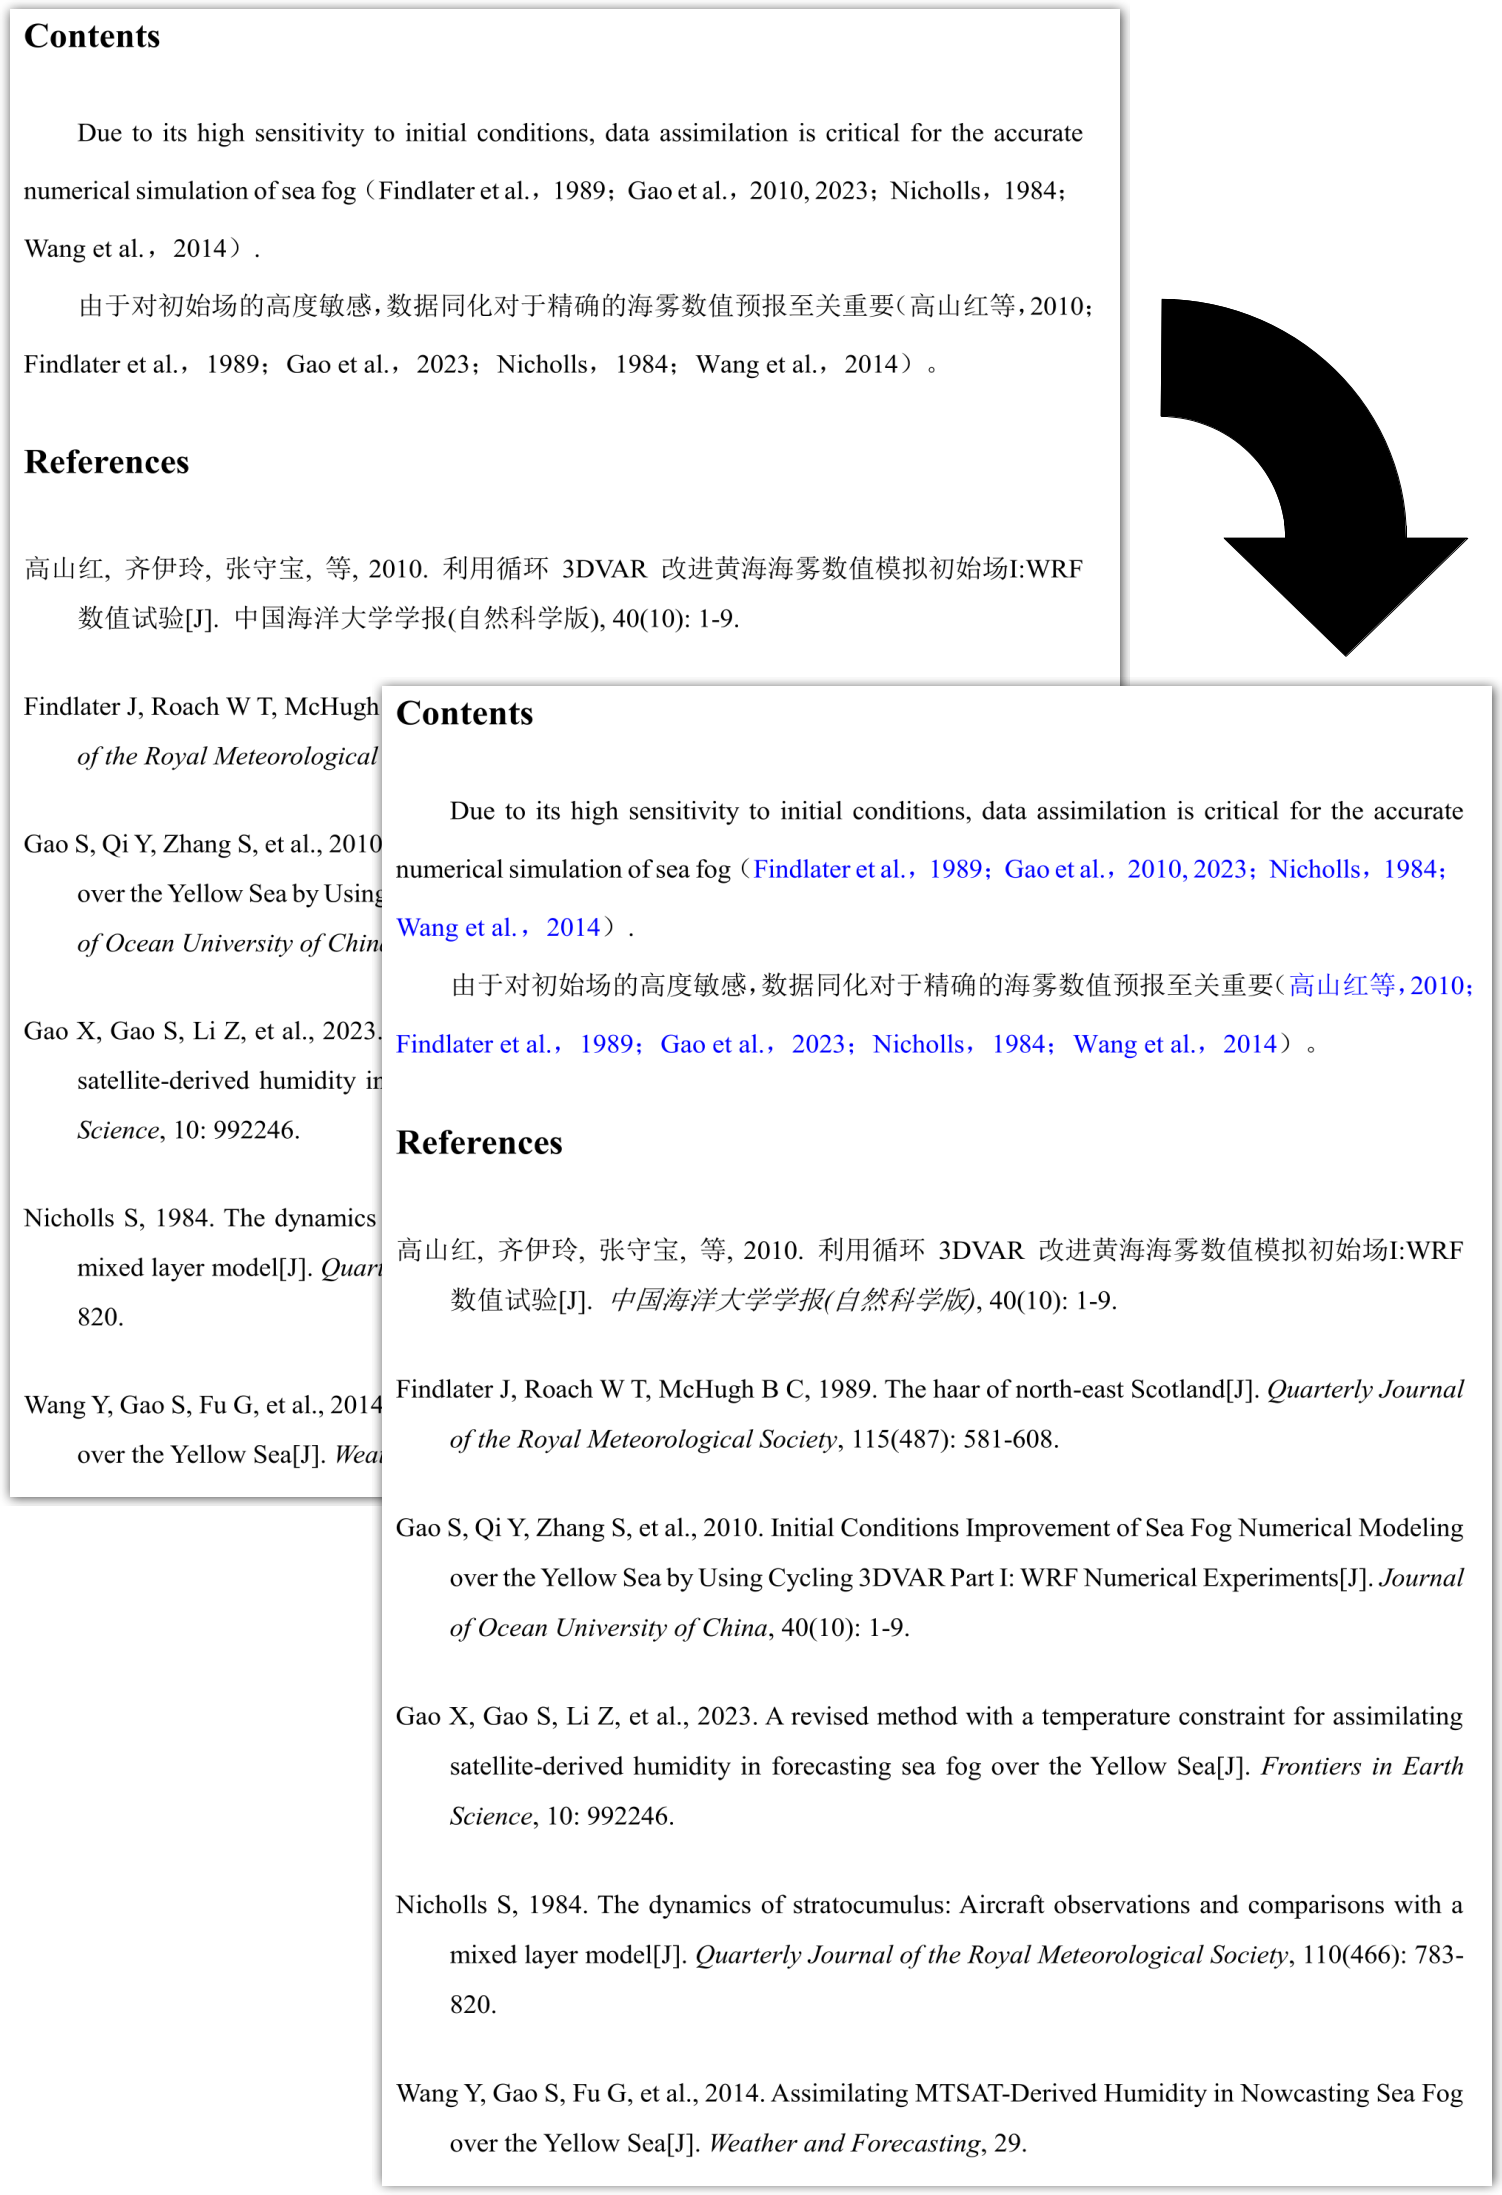 Contents
Due to its high sensitivity to initial conditions, data assimilation is critical for the accurate
numerical simulation of sea fog（Findlater et al.，1989；Gao et al.，2010, 2023；Nicholls，1984；
Wang et al.，2014）.
由于对初始场的高度敏感，数据同化对于精确的海雾数值预报至关重要（高山红等，2010；
Findlater et al.，1989；Gao et al.，2023；Nicholls，1984；Wang et al.，2014）。
References
高山红, 齐伊玲, 张守宝, 等, 2010. 利用循环 3DVAR 改进黄海海雾数值模拟初始场I:WRF
数值试验[J]. 中国海洋大学学报(自然科学版), 40(10): 1-9.
Findlater J, Roach W T, McHugh
of the Royal Meteorological
Gao S, Qi Y, Zhang S, et al., 2010
over the Yellow Sea by Using
of Ocean University of China
Gao X, Gao S, Li Z, et al., 2023.
satellite-derived humidity in
Science, 10: 992246.
Nicholls S, 1984. The dynamics
mixed layer model[J]. Quart
820.
Wang Y, Gao S, Fu G, et al., 2014
over the Yellow Sea[J]. Wea
Contents
Due to its high sensitivity to initial conditions, data assimilation is critical for the accurate
numerical simulation of sea fog（Findlater et al.，1989；Gao et al.，2010, 2023；Nicholls，1984；
Wang et al.，2014）.
由于对初始场的高度敏感，数据同化对于精确的海雾数值预报至关重要（高山红等，2010；
Findlater et al.，1989；Gao et al.，2023；Nicholls，1984；Wang et al.，2014）。
References
高山红, 齐伊玲, 张守宝, 等, 2010. 利用循环 3DVAR 改进黄海海雾数值模拟初始场I:WRF
数值试验[J]. 中国海洋大学学报(自然科学版), 40(10): 1-9.
Findlater J, Roach W T, McHugh B C, 1989. The haar of north-east Scotland[J]. Quarterly Journal
of the Royal Meteorological Society, 115(487): 581-608.
Gao S, Qi Y, Zhang S, et al., 2010. Initial Conditions Improvement of Sea Fog Numerical Modeling
over the Yellow Sea by Using Cycling 3DVAR Part I: WRF Numerical Experiments[J]. Journal
of Ocean University of China, 40(10): 1-9.
Gao X, Gao S, Li Z, et al., 2023. A revised method with a temperature constraint for assimilating
satellite-derived humidity in forecasting sea fog over the Yellow Sea[J]. Frontiers in Earth
Science, 10: 992246.
Nicholls S, 1984. The dynamics of stratocumulus: Aircraft observations and comparisons with a
mixed layer model[J]. Quarterly Journal of the Royal Meteorological Society, 110(466): 783-
820.
Wang Y, Gao S, Fu G, et al., 2014. Assimilating MTSAT-Derived Humidity in Nowcasting Sea Fog
over the Yellow Sea[J]. Weather and Forecasting, 29.